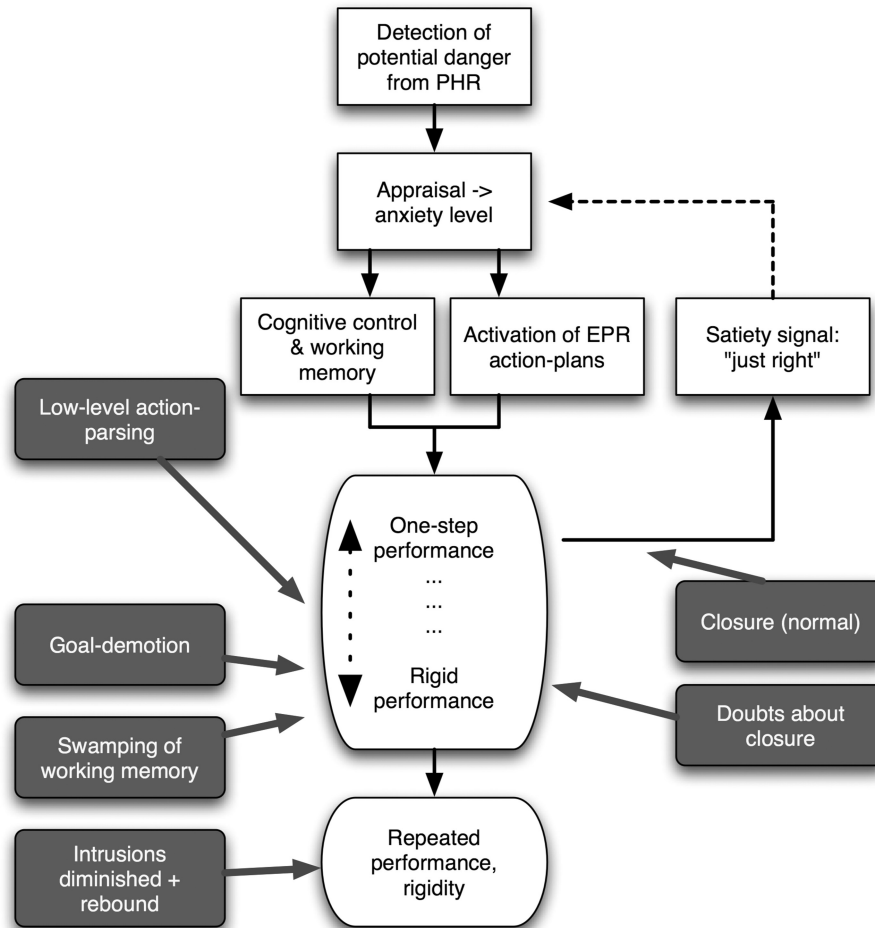 Detection of
potential danger
from PHR
Appraisal ->
anxiety level
Cognitive control
& working
memory
Activation of EPR
action-plans
Satiety signal:
"just right"
Low-level action-
parsing
One-step
performance
...
...
...
Rigid
performance
Goal-demotion
Closure (normal)
Swamping of
working memory
Doubts about
closure
Intrusions
diminished +
rebound
Repeated
performance,
rigidity